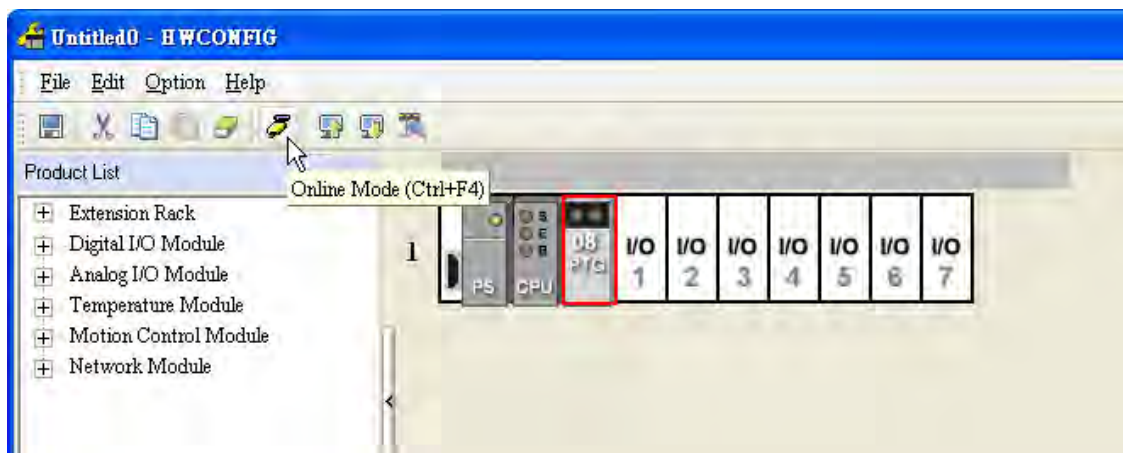 Untitled0 - HWCONFIG
File Edit Option Help
Product List
Online Mode (Ctrl+F4)
Extension Rack
Digital I/O Module
Analog I/O Module
Temperature Module
Motion Control Module
Network Module
1
PS
CPU
S
E
B
08
PTG
I/O I/O I/O I/O I/O I/O I/O
1 2 3 4 5 6 7